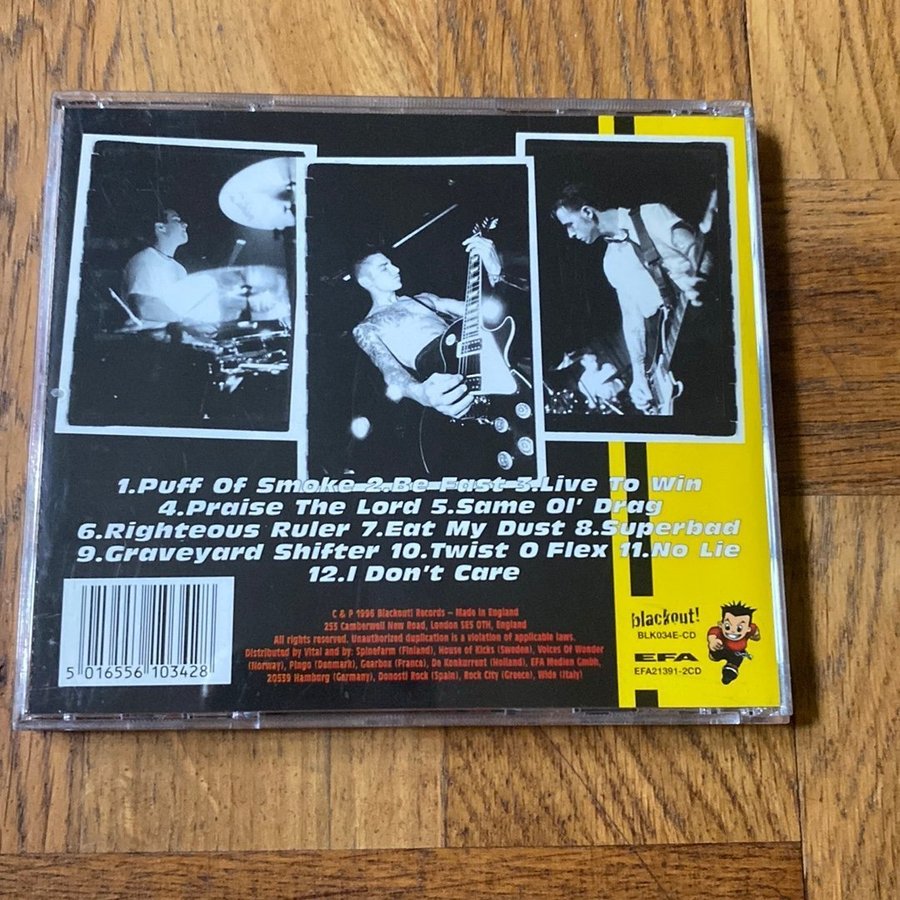 1.Puff Of Smoke 2.Be Fast 3.Live To Win
4.Praise The Lord 5.Same Ol' Drag
6.Righteous Ruler 7.Eat My Dust 8.Superbad
9.Graveyard Shifter 10.Twist O Flex 11.No Lie
12.I Don't Care
C & P 1996 Blackout! Records – Made in England
253 Camberwell New Road, London SE5 0TH, England
All rights reserved. Unauthorized duplication is a violation of applicable laws.
Distributed by Vital and by: Spinefarm (Finland), House of Kicks (Sweden), Voices Of Wonder
(Norway), Pingo (Danmark), Gearbox (France), De Konkurrent (Holland), EFA Medien Gmbh,
20539 Hamburg (Germany), Donosti Rock (Spain), Rock City (Greece), Wide (Italy)
5 016556 103428
blackout!
BLK034E-CD
EFA
EFA21391-2CD